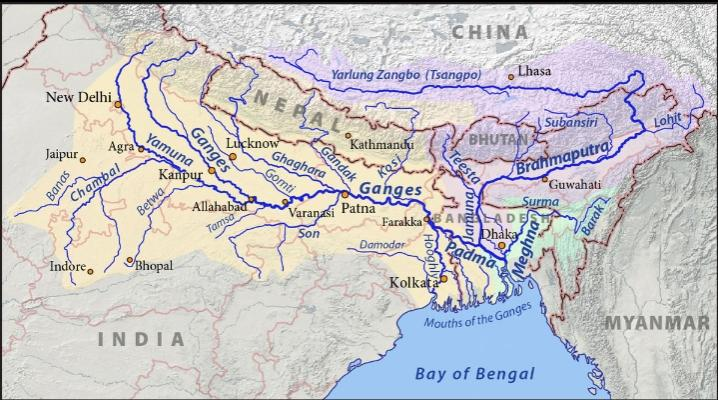 CHINA
Yarlung Zangbo (Tsangpo)
Lhasa
NEPAL
New Delhi
Lohit
Subansiri
BHUTAN
Agra
Yamuna
Ganges
Lucknow
Kathmandu
Jaipur
Ghaghara
Gandak
Kosi
Teesta
Brahmaputra
Banas
Chambal
Kanpur
Gomti
Ganges
Guwahati
Betwa
Allahabad
Varanasi
Patna
Jamuna
Surma
Barak
Tamsa
Son
Farakka
BANGLADESH
Dhaka
Meghna
Damodar
Hooghly
Padma
Indore
Bhopal
Kolkata
Mouths of the Ganges
INDIA
MYANMAR
Bay of Bengal